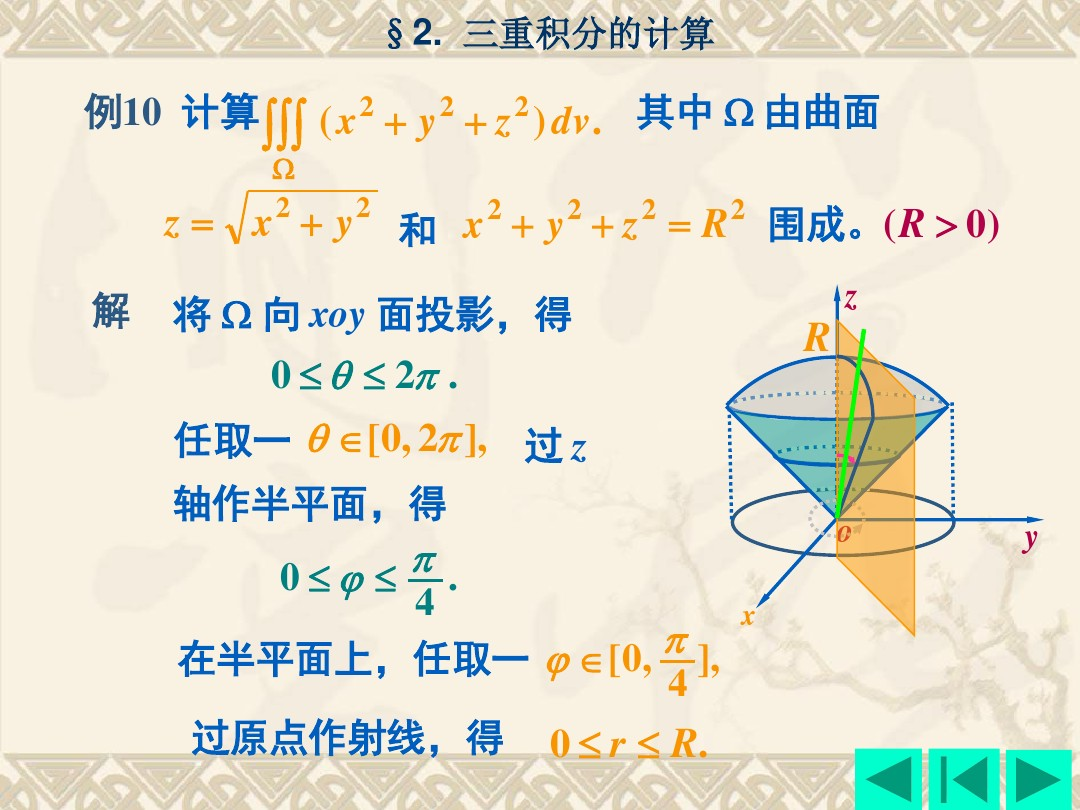 §2. 三重积分的计算
例10 计算∭_Ω (x² + y² + z²)dv. 其中 Ω 由曲面
z = √(x² + y²) 和 x² + y² + z² = R² 围成。(R > 0)
解 将 Ω 向 xoy 面投影，得
0 ≤ θ ≤ 2π .
任取一 θ ∈[0, 2π], 过 z
轴作半平面，得
0 ≤ φ ≤ π/4 .
在半平面上，任取一 φ ∈[0, π/4],
过原点作射线，得 0 ≤ r ≤ R.
z
R
o
y
x